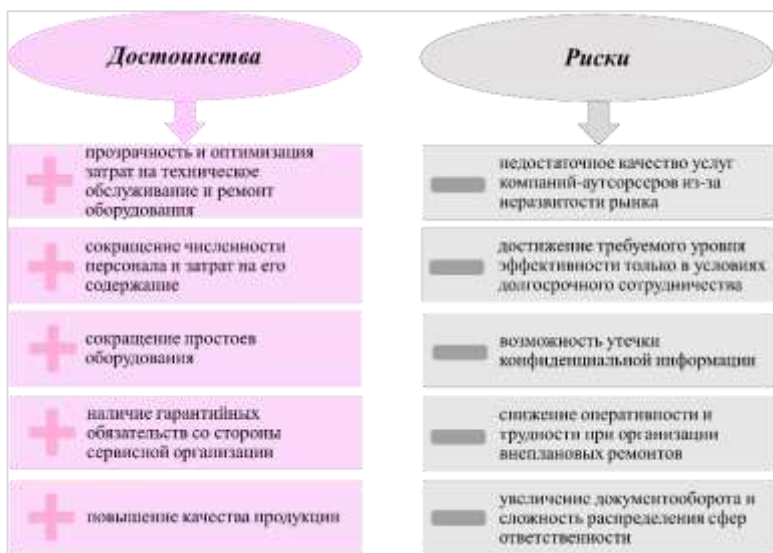 Достоинства
прозрачность и оптимизация
затрат на техническое
обслуживание и ремонт
оборудования
сокращение численности
персонала и затрат на его
содержание
сокращение простоев
оборудования
наличие гарантийных
обязательств со стороны
сервисной организации
повышение качества продукции
Риски
недостаточное качество услуг
компаний-аутсорсеров из-за
неразвитости рынка
достижение требуемого уровня
эффективности только в условиях
долгосрочного сотрудничества
возможность утечки
конфиденциальной информации
снижение оперативности и
трудности при организации
внеплановых ремонтов
увеличение документооборота и
сложность распределения сфер
ответственности